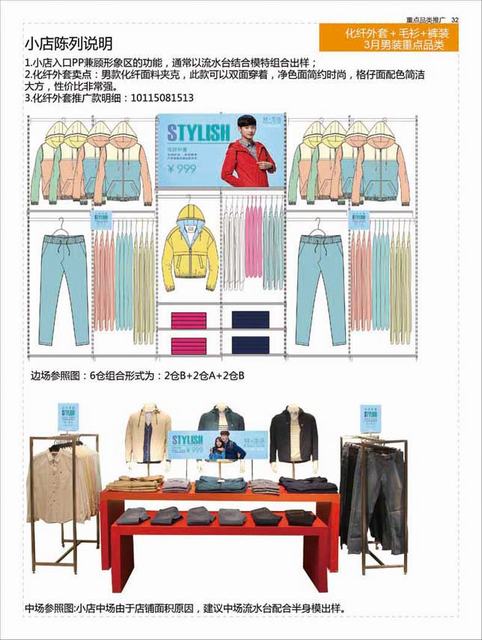 重点品类推广 32
化纤外套+毛衫+裤装
3月男装重点品类
小店陈列说明
1.小店入口PP兼顾形象区的功能，通常以流水台结合模特组合出样；
2.化纤外套卖点：男款化纤面料夹克，此款可以双面穿着，净色面简约时尚，格仔面配色简洁
大方，性价比非常强。
3.化纤外套推广款明细：10115081513
STYLISH
¥999
STYLISH
STYLISH
边场参照图：6仓组合形式为：2仓B+2仓A+2仓B
STYLISH
STYLISH
¥999
STYLISH
中场参照图:小店中场由于店铺面积原因，建议中场流水台配合半身模出样。